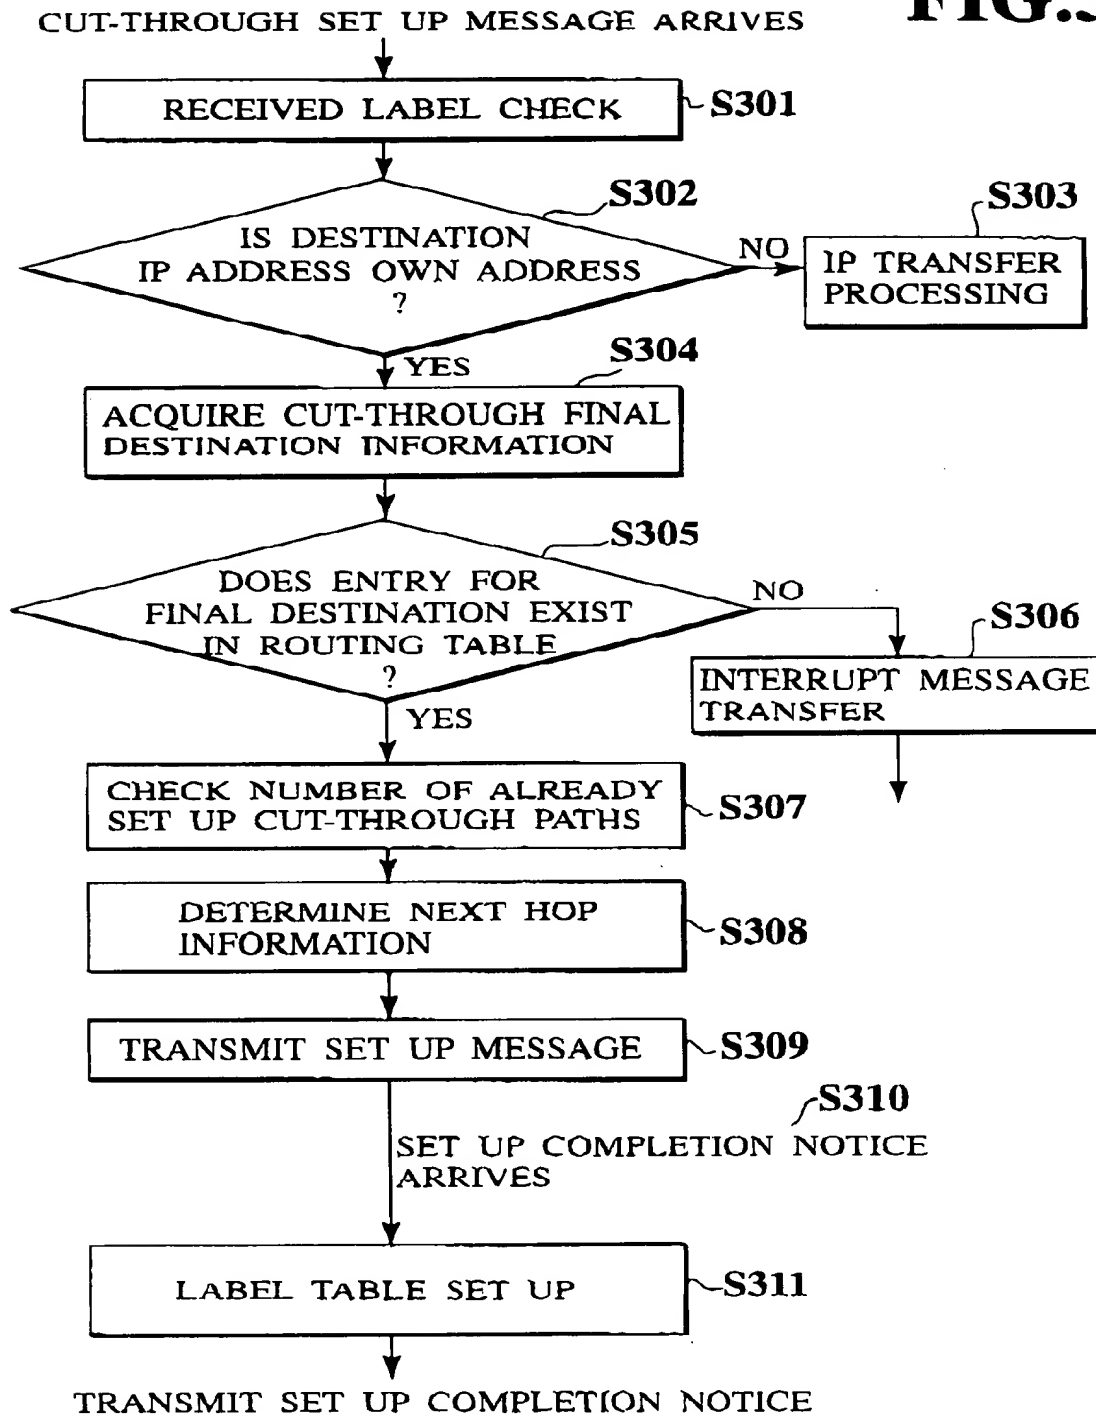 FIG.3
CUT-THROUGH SET UP MESSAGE ARRIVES
RECEIVED LABEL CHECK
S301
S302
IS DESTINATION
IP ADDRESS OWN ADDRESS
?
NO
S303
IP TRANSFER
PROCESSING
YES
S304
ACQUIRE CUT-THROUGH FINAL
DESTINATION INFORMATION
S305
DOES ENTRY FOR
FINAL DESTINATION EXIST
IN ROUTING TABLE
?
NO
S306
INTERRUPT MESSAGE
TRANSFER
YES
CHECK NUMBER OF ALREADY
SET UP CUT-THROUGH PATHS
S307
DETERMINE NEXT HOP
INFORMATION
S308
TRANSMIT SET UP MESSAGE
S309
S310
SET UP COMPLETION NOTICE
ARRIVES
LABEL TABLE SET UP
S311
TRANSMIT SET UP COMPLETION NOTICE